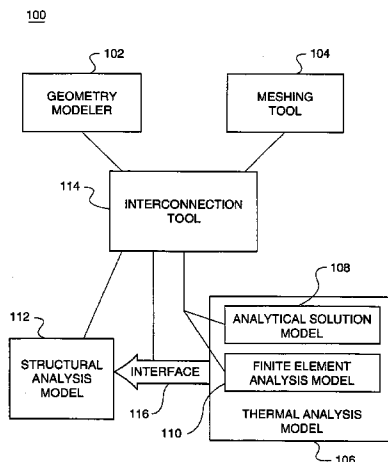 100
102
104
GEOMETRY
MODELER
MESHING
TOOL
114
INTERCONNECTION
TOOL
108
112
ANALYTICAL SOLUTION
MODEL
STRUCTURAL
ANALYSIS
MODEL
INTERFACE
FINITE ELEMENT
ANALYSIS MODEL
116
110
THERMAL ANALYSIS
MODEL
106